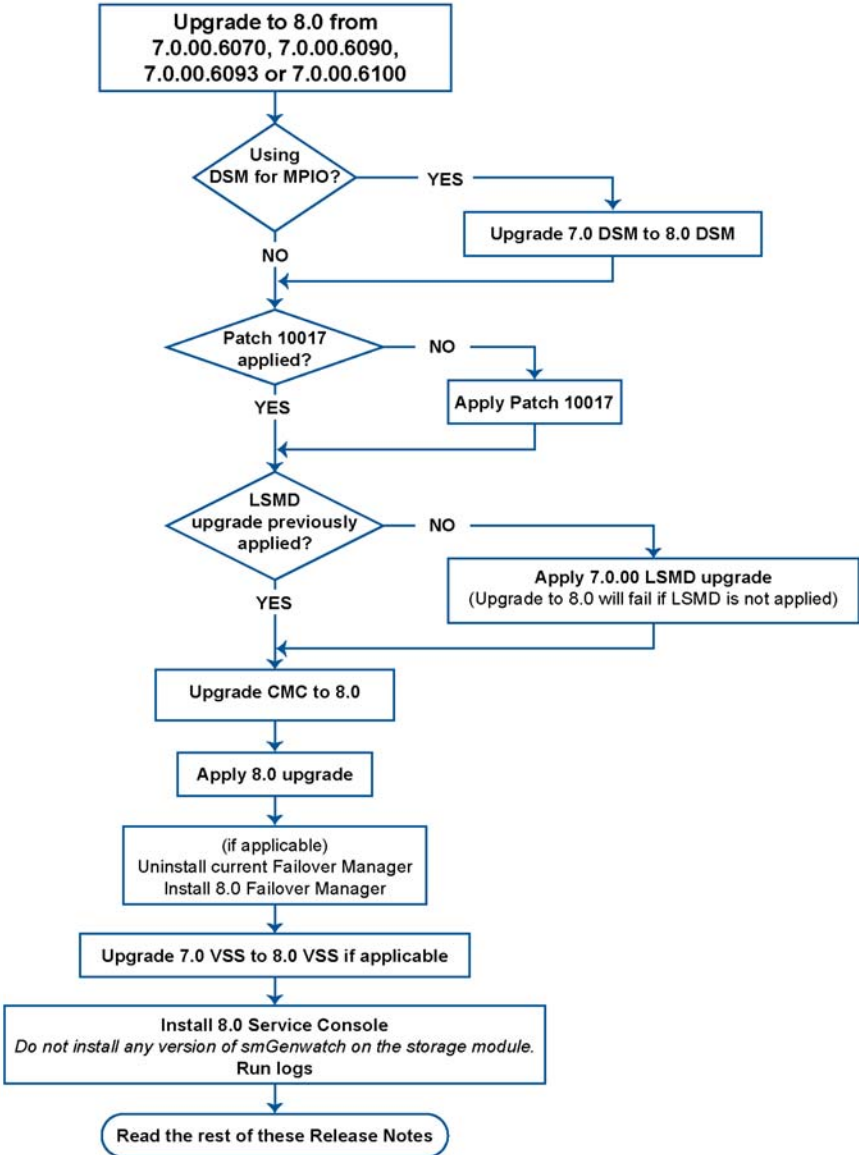 Upgrade to 8.0 from
7.0.00.6070, 7.0.00.6090,
7.0.00.6093 or 7.0.00.6100
Using
DSM for MPIO?
YES
Upgrade 7.0 DSM to 8.0 DSM
NO
Patch 10017
applied?
NO
Apply Patch 10017
YES
LSMD
upgrade previously
applied?
NO
Apply 7.0.00 LSMD upgrade
(Upgrade to 8.0 will fail if LSMD is not applied)
YES
Upgrade CMC to 8.0
Apply 8.0 upgrade
(if applicable)
Uninstall current Failover Manager
Install 8.0 Failover Manager
Upgrade 7.0 VSS to 8.0 VSS if applicable
Install 8.0 Service Console
Do not install any version of smGenwatch on the storage module.
Run logs
Read the rest of these Release Notes